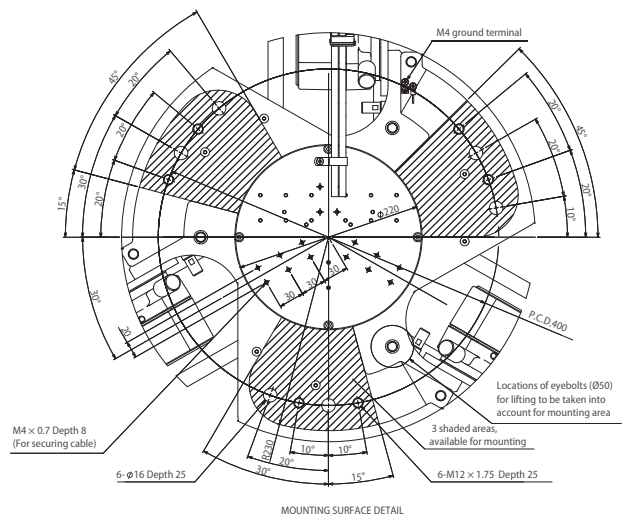 M4 ground terminal
45°
20°
20°
30°
15°
20°
20°
45°
20°
20°
10°
Φ220
30°
20
30
30
30
P.C.D.400
Locations of eyebolts (Ø50)
for lifting to be taken into
account for mounting area
M4 × 0.7 Depth 8
(For securing cable)
3 shaded areas,
available for mounting
R230
10°
10°
20°
30°
15°
6-φ16 Depth 25
6-M12 × 1.75 Depth 25
MOUNTING SURFACE DETAIL